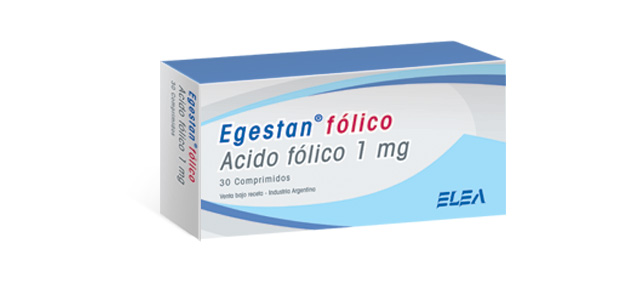 Egestan® fólico
Acido fólico 1 mg
30 Comprimidos
Venta bajo receta - Industria Argentina
ELEA
Egestan® fólico
Acido fólico 1 mg
30 Comprimidos